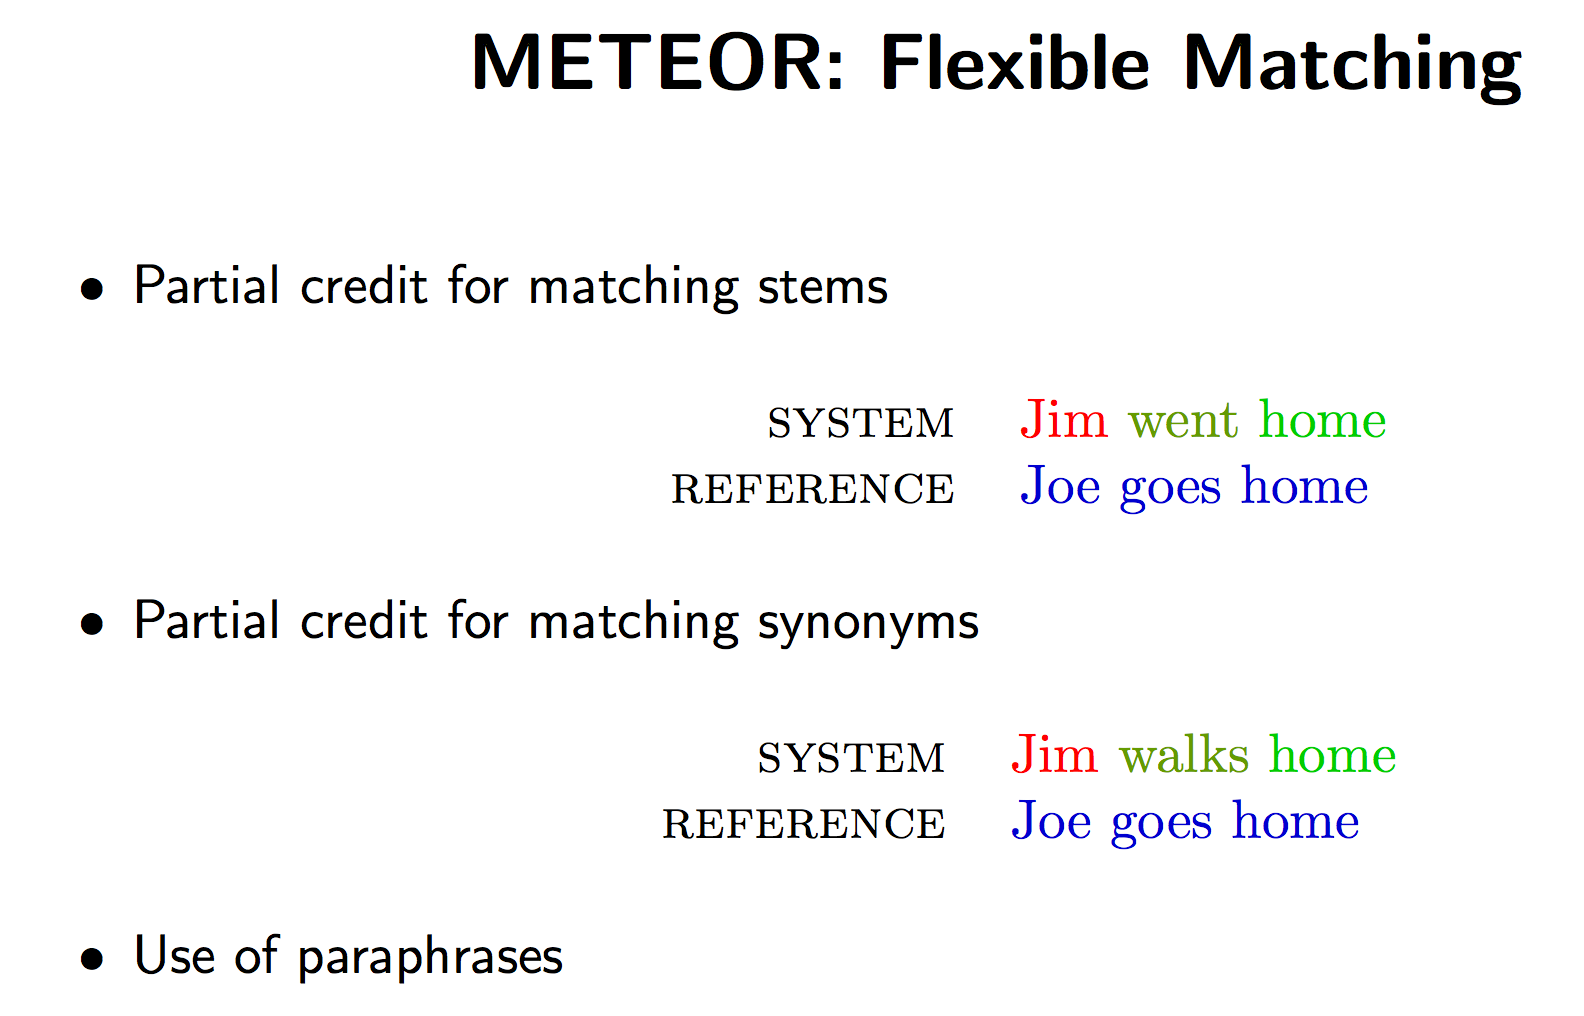 METEOR: Flexible Matching
• Partial credit for matching stems
SYSTEM Jim went home
REFERENCE Joe goes home
• Partial credit for matching synonyms
SYSTEM Jim walks home
REFERENCE Joe goes home
• Use of paraphrases